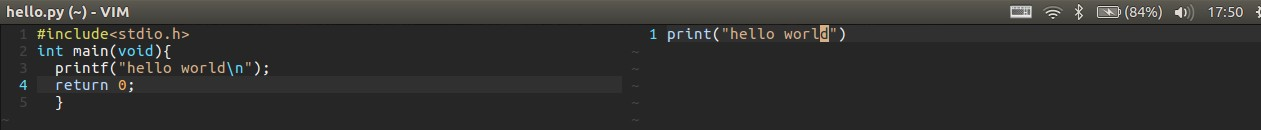 hello.py (~) - VIM
(84%)
17:50
1 #include<stdio.h>
2 int main(void){
3   printf("hello world\n");
4   return 0;
5   }
~
1 print("hello world")
~
~
~
~
~